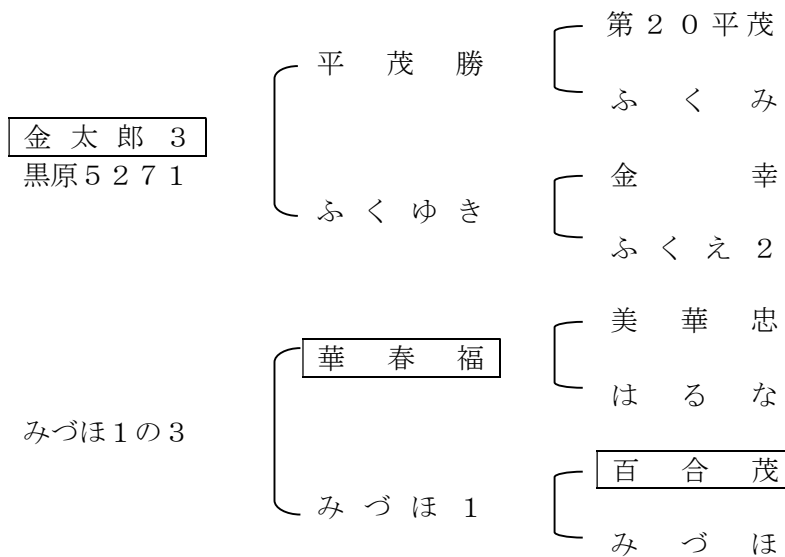 第２０平茂
平茂勝
ふくみ
金太郎３
黒原５２７１
金幸
ふくゆき
ふくえ２
美華忠
華春福
はるな
みづほ１の３
百合茂
みづほ１
みづほ